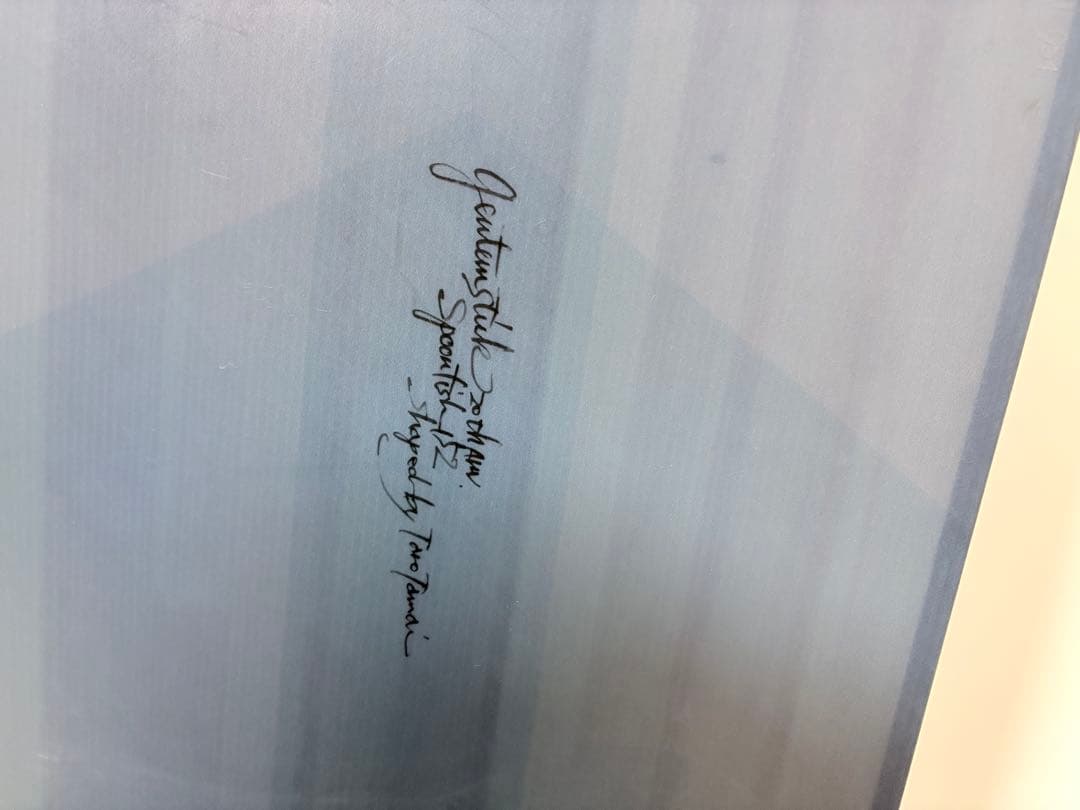 gentemstick 20th Ann.
Spoonfish 152
shaped by Taro Tamai